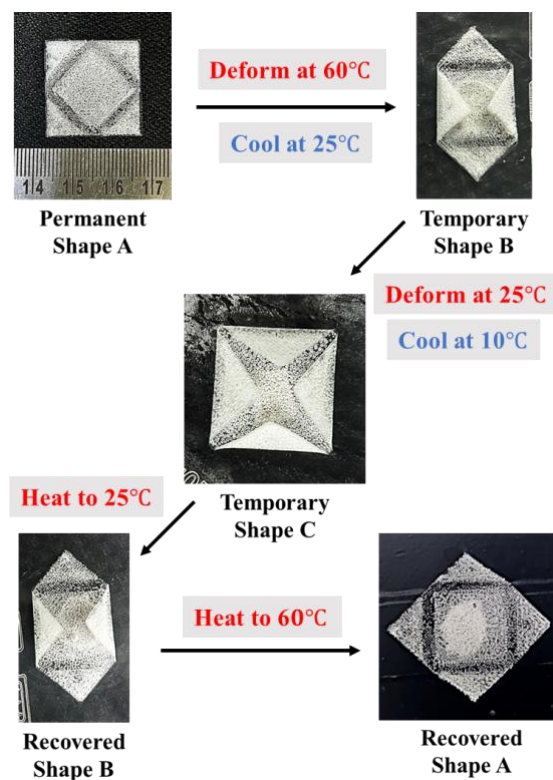 Deform at 60℃
Cool at 25℃
14 15 16 17
Permanent
Shape A
Temporary
Shape B
Deform at 25℃
Cool at 10℃
Heat to 25℃
Temporary
Shape C
Heat to 60℃
Recovered
Shape B
Recovered
Shape A